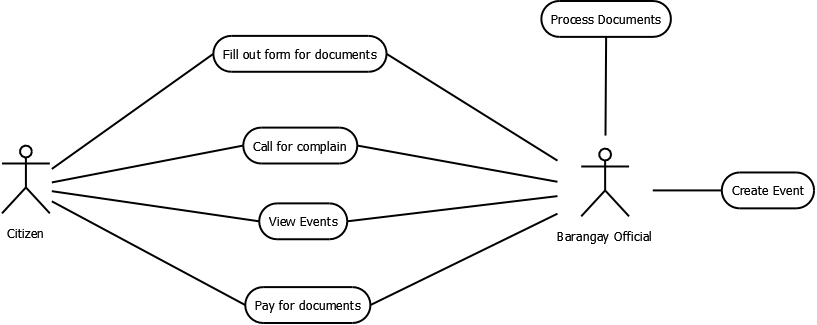 Process Documents
Fill out form for documents
Call for complain
Create Event
View Events
Citizen
Barangay Official
Pay for documents